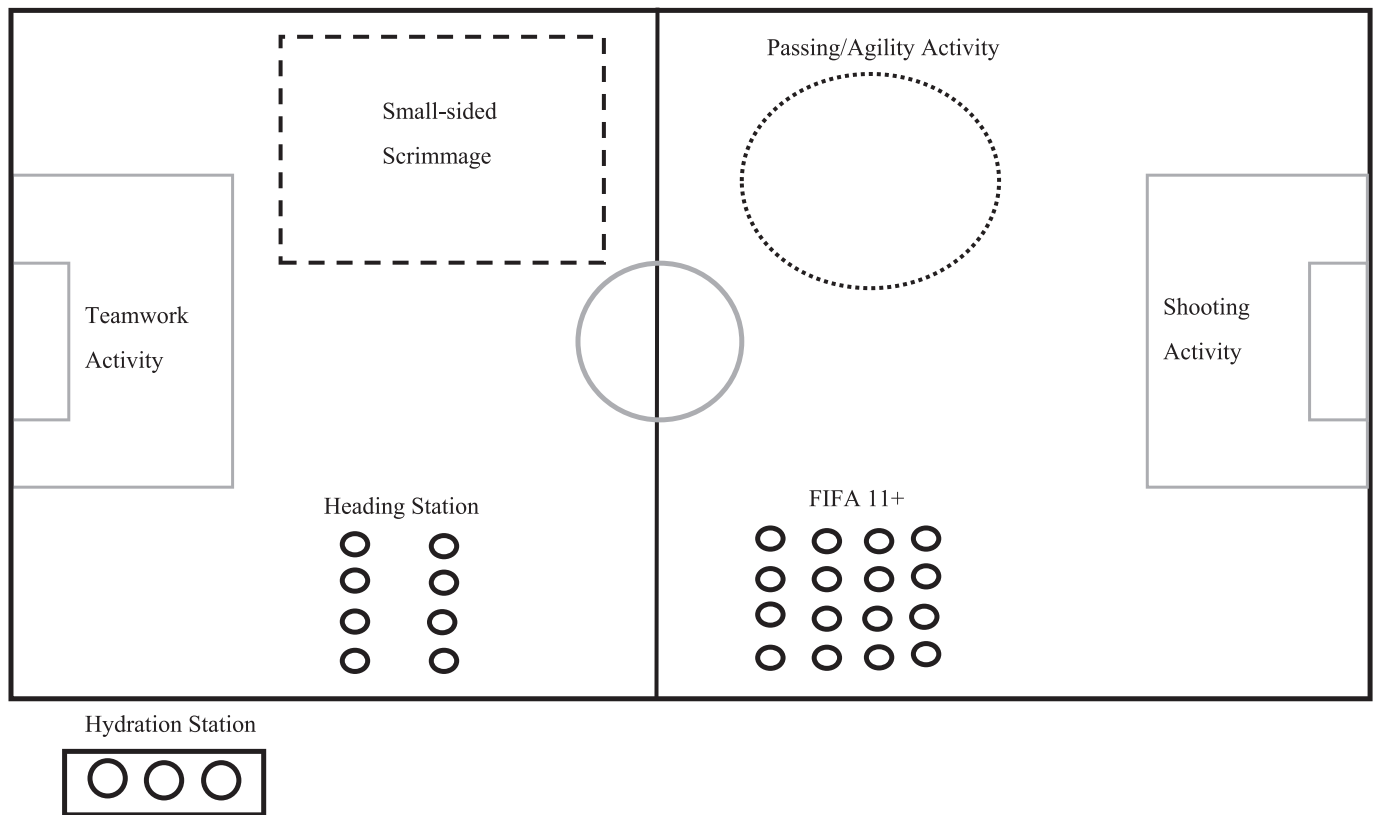 Passing/Agility Activity
Small-sided
Scrimmage
Teamwork
Activity
Shooting
Activity
Heading Station
FIFA 11+
Hydration Station